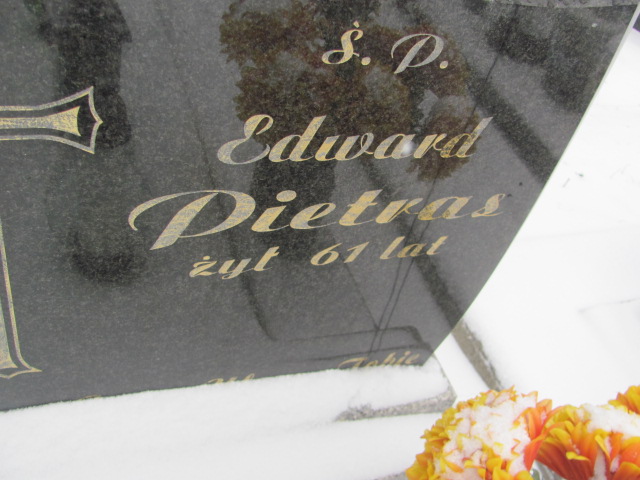 Ś. P.
Edward
Pietras
żył 61 lat